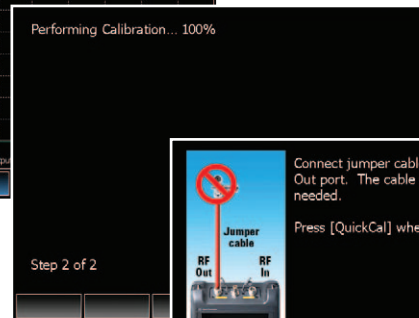 Performing Calibration... 100%
Connect jumper cabl
Out port. The cable
needed.
Press [QuickCal] whe
Jumper
cable
RF
Out
RF
In
Step 2 of 2